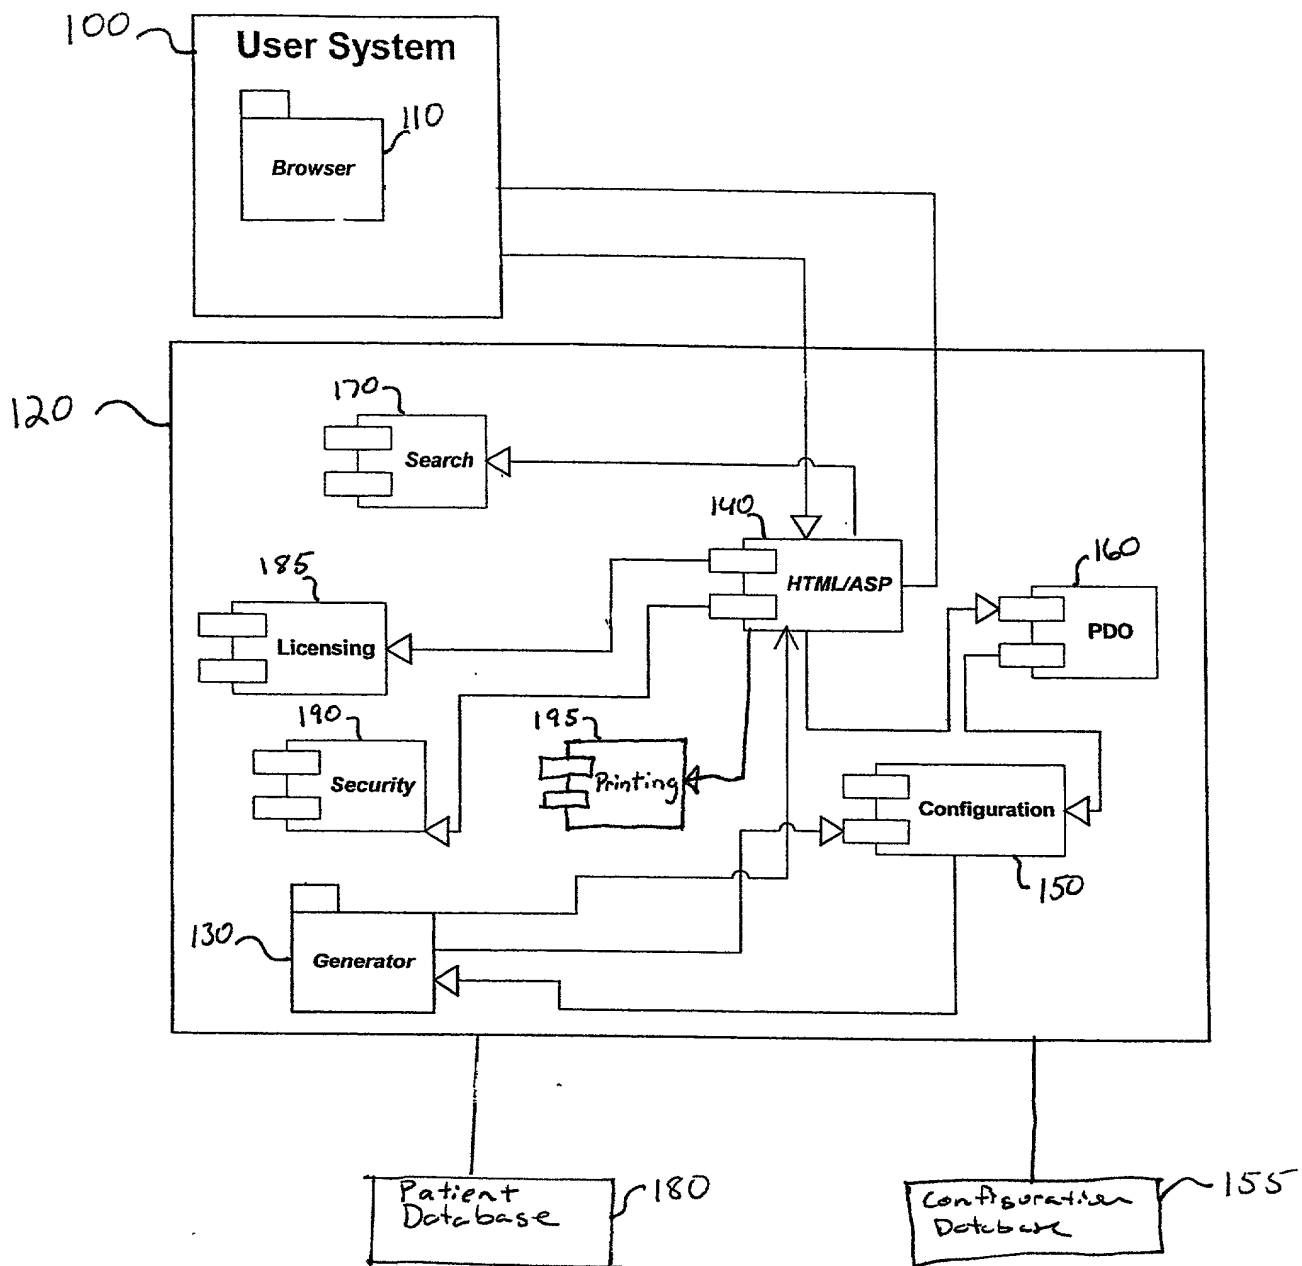 100
User System
110
Browser
120
170
Search
140
HTML/ASP
160
PDO
185
Licensing
190
Security
195
Printing
Configuration
150
130
Generator
Patient
Database
180
Configuration
Database
155